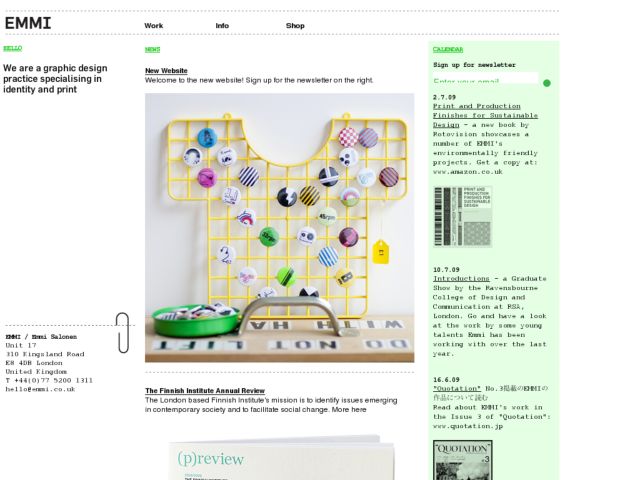 EMMI
Work
Info
Shop
HELLO
We are a graphic design
practice specialising in
identity and print
EMMI / Emmi Salonen
Unit 17
310 Kingsland Road
E8 4DB London
United Kingdom
T +44(0)77 5200 1311
hello@emmi.co.uk
NEWS
New Website
Welcome to the new website! Sign up for the newsletter on the right.
45rpm
WITH
HAND
DO
NOT
The Finnish Institute Annual Review
The London based Finnish Institute's mission is to identify issues emerging
in contemporary society and to facilitate social change. More here
(p)review
CALENDAR
Sign up for newsletter
Enter your email
2.7.09
Print and Production
Finishes for Sustainable
Design - a new book by
Rotovision showcases a
number of EMMI's
environmentally friendly
projects. Get a copy at:
www.amazon.co.uk
PRINT AND
PRODUCTION
FINISHES FOR
SUSTAINABLE
DESIGN
10.7.09
Introductions - a Graduate
Show by the Ravensbourne
College of Design and
Communication at RSA,
London. Go and have a look
at the work by some young
talents Emmi has been
working with over the last
year.
16.6.09
"Quotation" No.3掲載のEMMIの
作品について読む
Read about EMMI's work in
the Issue 3 of "Quotation":
www.quotation.jp
"QUOTATION"
3